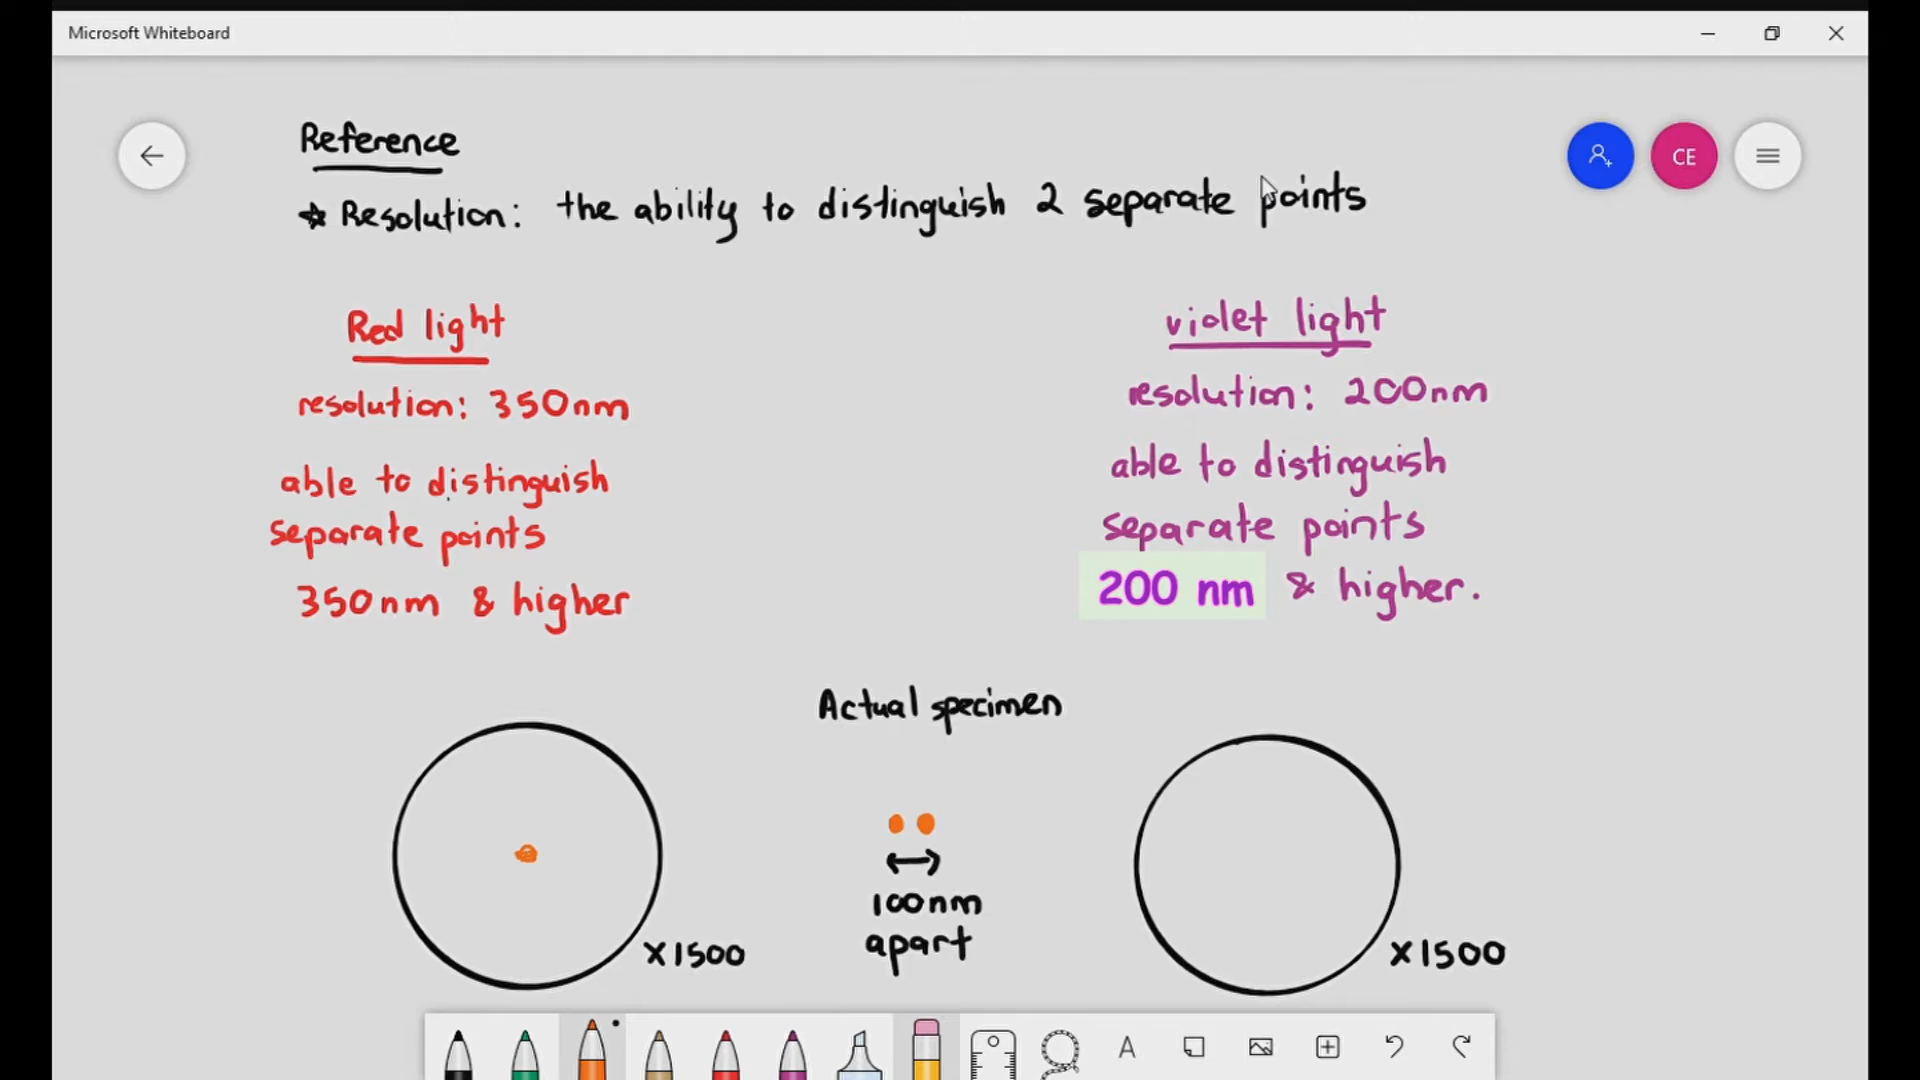 Microsoft Whiteboard
Reference
CE
☆ Resolution: the ability to distinguish 2 separate points
Red light
resolution: 350nm
able to distinguish
separate points
350nm & higher
violet light
resolution: 200nm
able to distinguish
separate points
200 nm & higher.
Actual specimen
100nm
apart
X1500
X1500
A